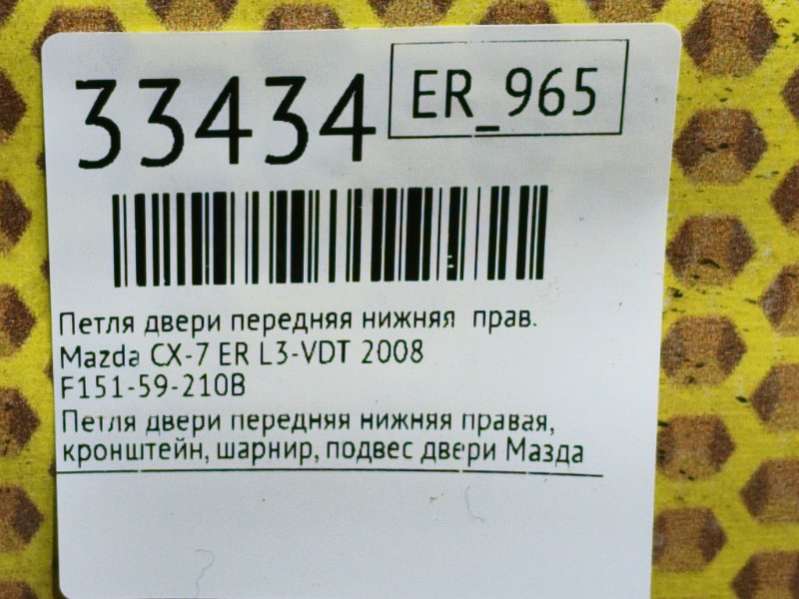 33434 ER_965
Петля двери передняя нижняя прав.
Mazda CX-7 ER L3-VDT 2008
F151-59-210B
Петля двери передняя нижняя правая,
кронштейн, шарнир, подвес двери Мазда